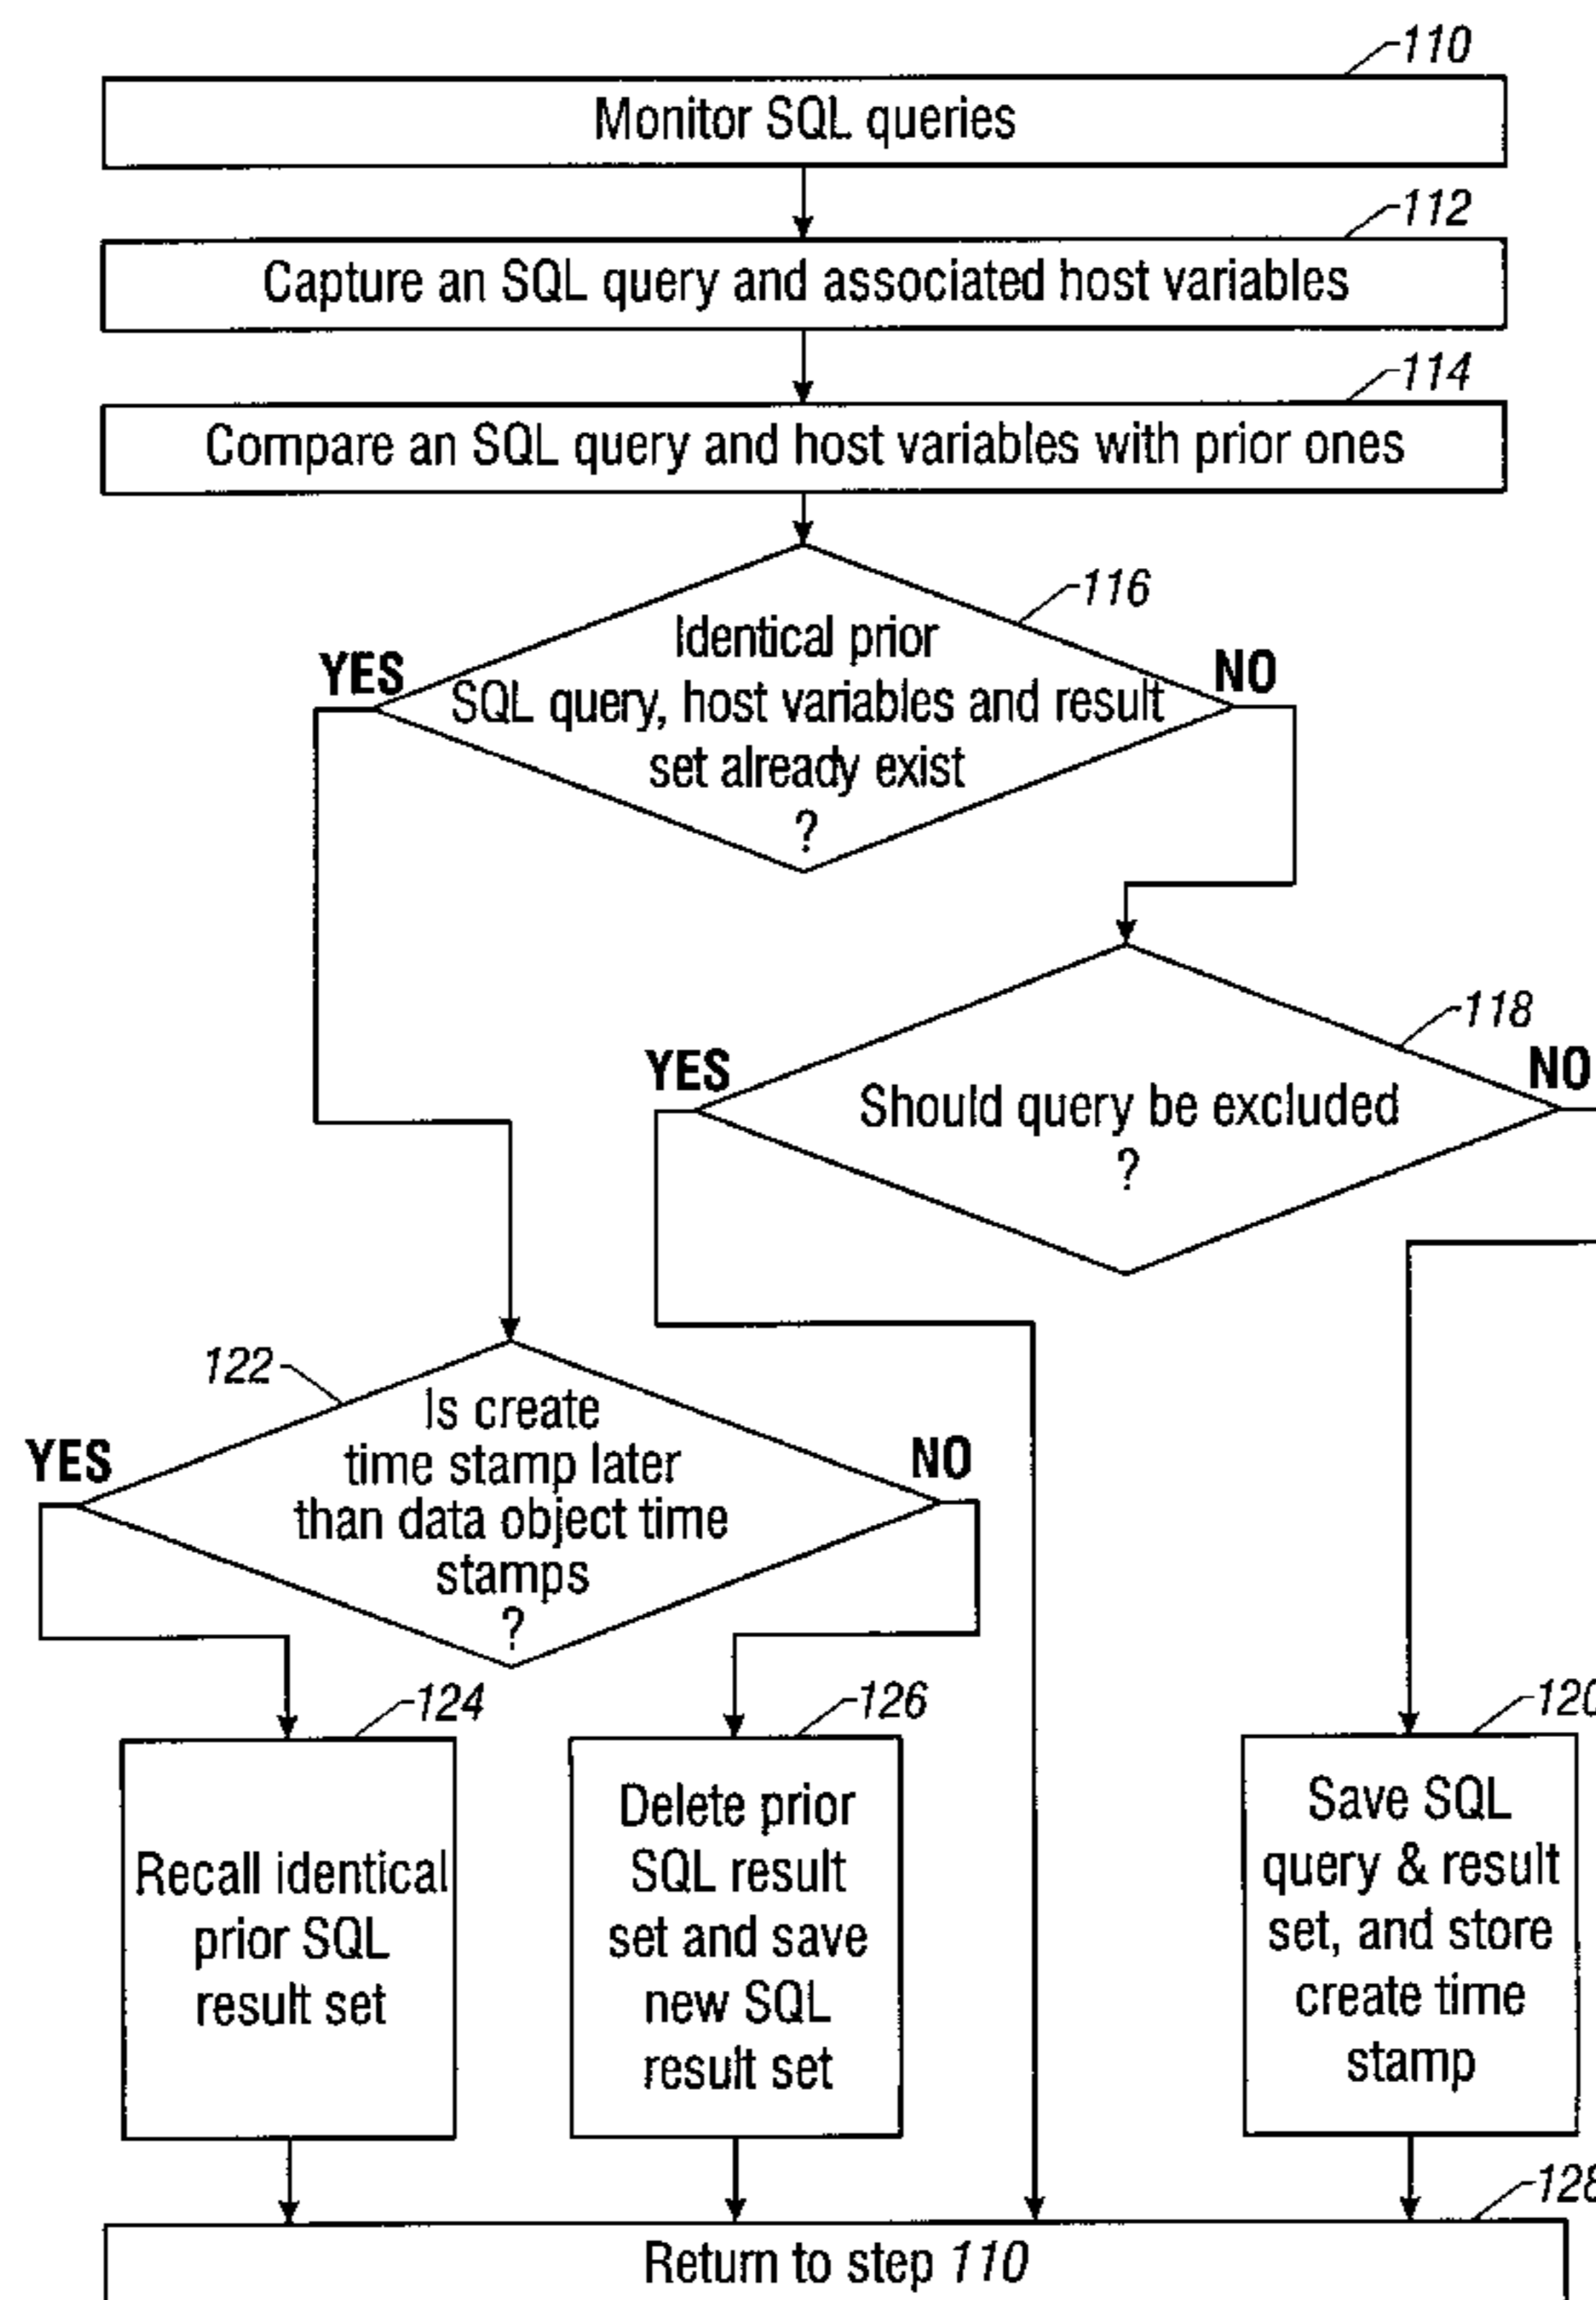 110
Monitor SQL queries
112
Capture an SQL query and associated host variables
114
Compare an SQL query and host variables with prior ones
116
Identical prior
YES
NO
SQL query, host variables and result
set already exist
?
118
YES
NO
Should query be excluded
?
122
Is create
YES
NO
time stamp later
than data object time
stamps
?
124
126
120
Recall identical
prior SQL
result set
Delete prior
SQL result
set and save
new SQL
result set
Save SQL
query & result
set, and store
create time
stamp
128
Return to step 110